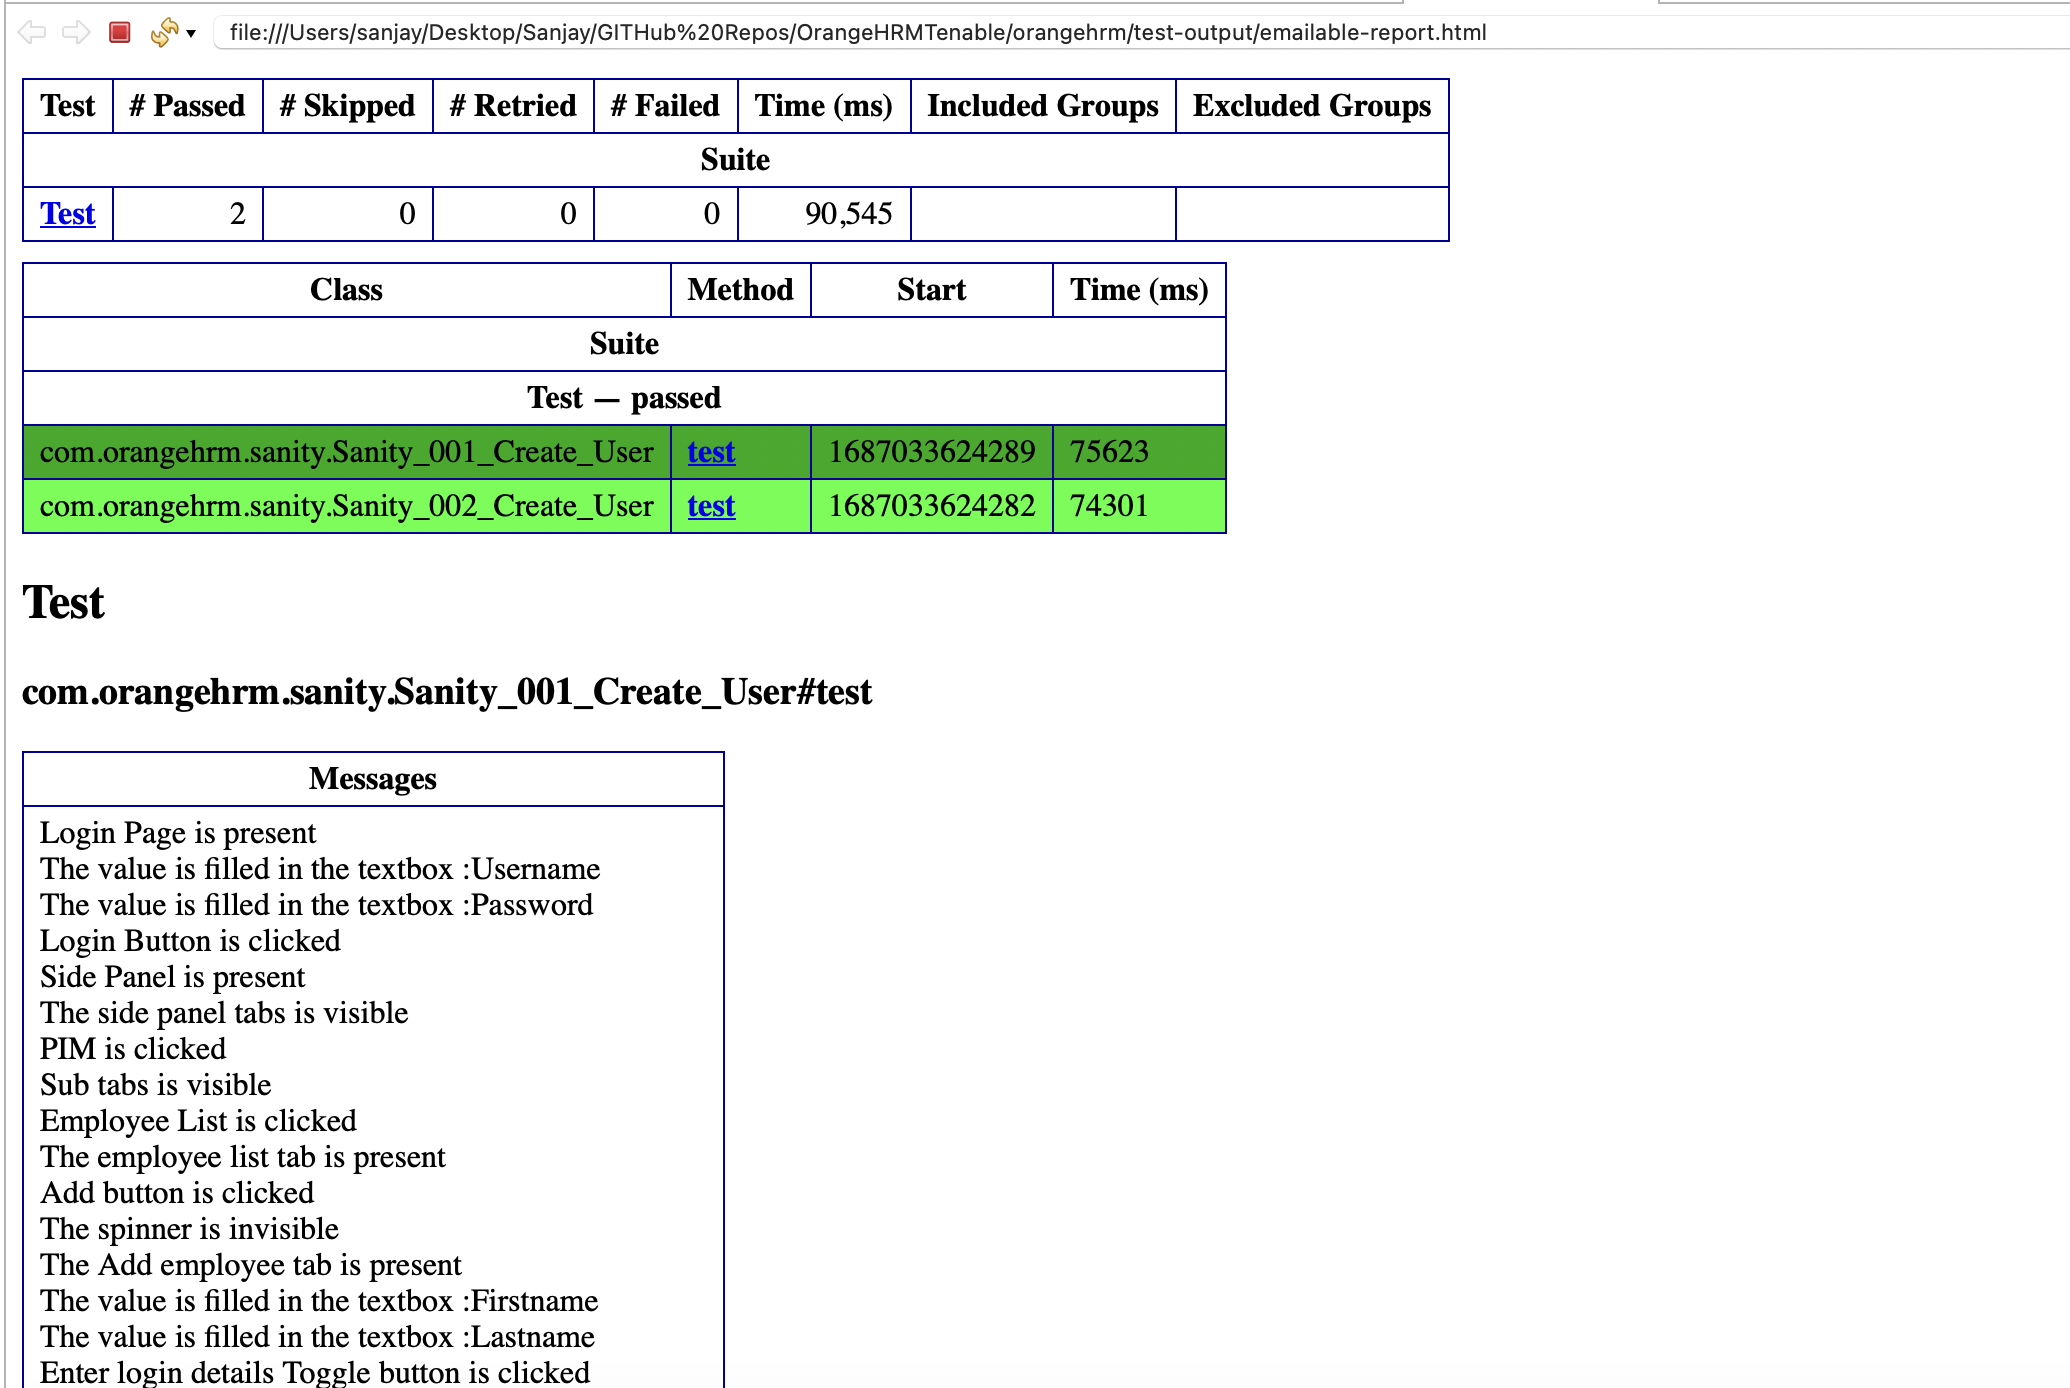 file:///Users/sanjay/Desktop/Sanjay/GITHub%20Repos/OrangeHRMTenable/orangehrm/test-output/emailable-report.html
Test # Passed # Skipped # Retried # Failed Time (ms) Included Groups Excluded Groups
Suite
Test 2 0 0 0 90,545
Class Method Start Time (ms)
Suite
Test — passed
com.orangehrm.sanity.Sanity_001_Create_User test 1687033624289 75623
com.orangehrm.sanity.Sanity_002_Create_User test 1687033624282 74301
Test
com.orangehrm.sanity.Sanity_001_Create_User#test
Messages
Login Page is present
The value is filled in the textbox :Username
The value is filled in the textbox :Password
Login Button is clicked
Side Panel is present
The side panel tabs is visible
PIM is clicked
Sub tabs is visible
Employee List is clicked
The employee list tab is present
Add button is clicked
The spinner is invisible
The Add employee tab is present
The value is filled in the textbox :Firstname
The value is filled in the textbox :Lastname
Enter login details Toggle button is clicked